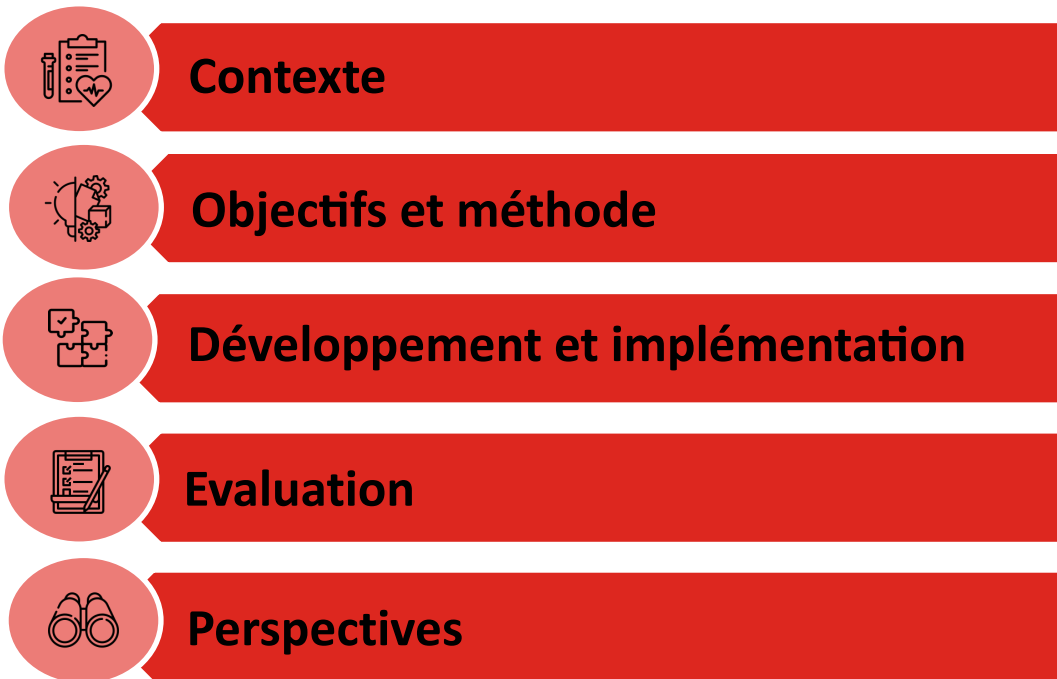 Contexte
Objectifs et méthode
Développement et implémentation
Evaluation
Perspectives